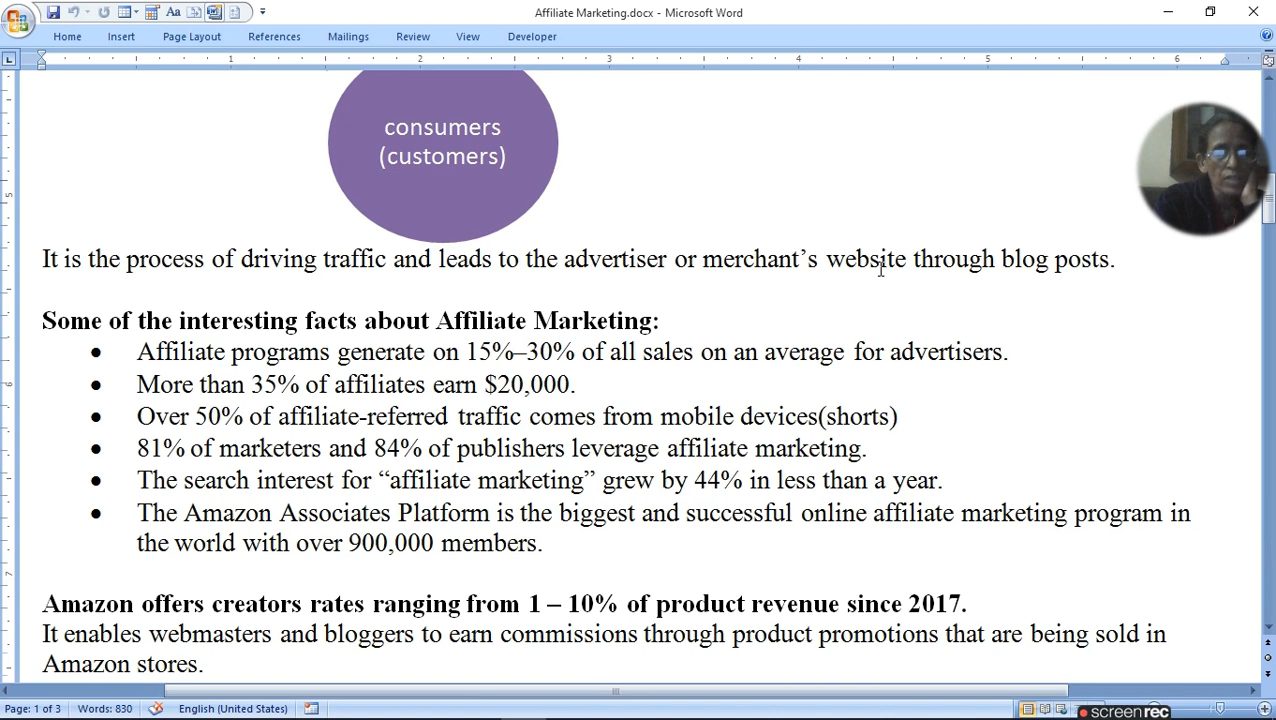 Affiliate Marketing.docx - Microsoft Word
Home Insert Page Layout References Mailings Review View Developer
1 2 3 4 5 6
consumers
(customers)
It is the process of driving traffic and leads to the advertiser or merchant’s website through blog posts.
Some of the interesting facts about Affiliate Marketing:
• Affiliate programs generate on 15%–30% of all sales on an average for advertisers.
• More than 35% of affiliates earn $20,000.
• Over 50% of affiliate-referred traffic comes from mobile devices(shorts)
• 81% of marketers and 84% of publishers leverage affiliate marketing.
• The search interest for “affiliate marketing” grew by 44% in less than a year.
• The Amazon Associates Platform is the biggest and successful online affiliate marketing program in
the world with over 900,000 members.
Amazon offers creators rates ranging from 1 – 10% of product revenue since 2017.
It enables webmasters and bloggers to earn commissions through product promotions that are being sold in
Amazon stores.
Page: 1 of 3 Words: 830 English (United States)
screenrec